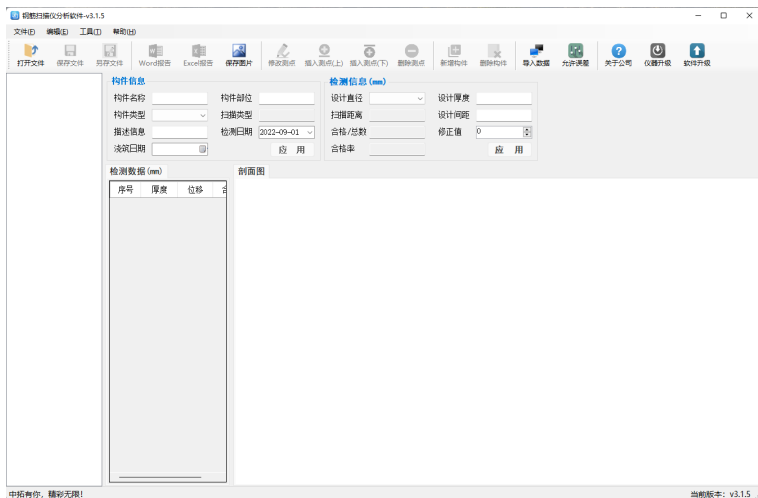 钢筋扫描仪分析软件-v3.1.5
文件(F) 编辑(E) 工具(T) 帮助(H)
打开文件 保存文件 另存文件 Word报告 Excel报告 保存图片 修改测点 插入测点(上) 插入测点(下) 删除测点 新增构件 删除构件 导入数据 允许误差 关于公司 仪器升级 软件升级
构件信息 检测信息(mm)
构件名称 构件部位 设计直径 设计厚度
构件类型 扫描类型 扫描距离 设计间距
描述信息 检测日期 2022-09-01 合格/总数 修正值 0
浇筑日期 应 用 合格率 应 用
检测数据(mm) 剖面图
序号 厚度 位移
中拓有你，精彩无限! 当前版本： v3.1.5